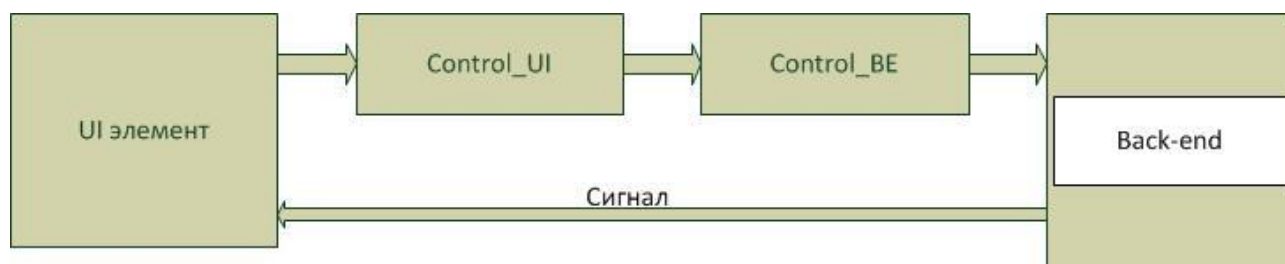 Control_UI
Control_BE
UI элемент
Back-end
Сигнал